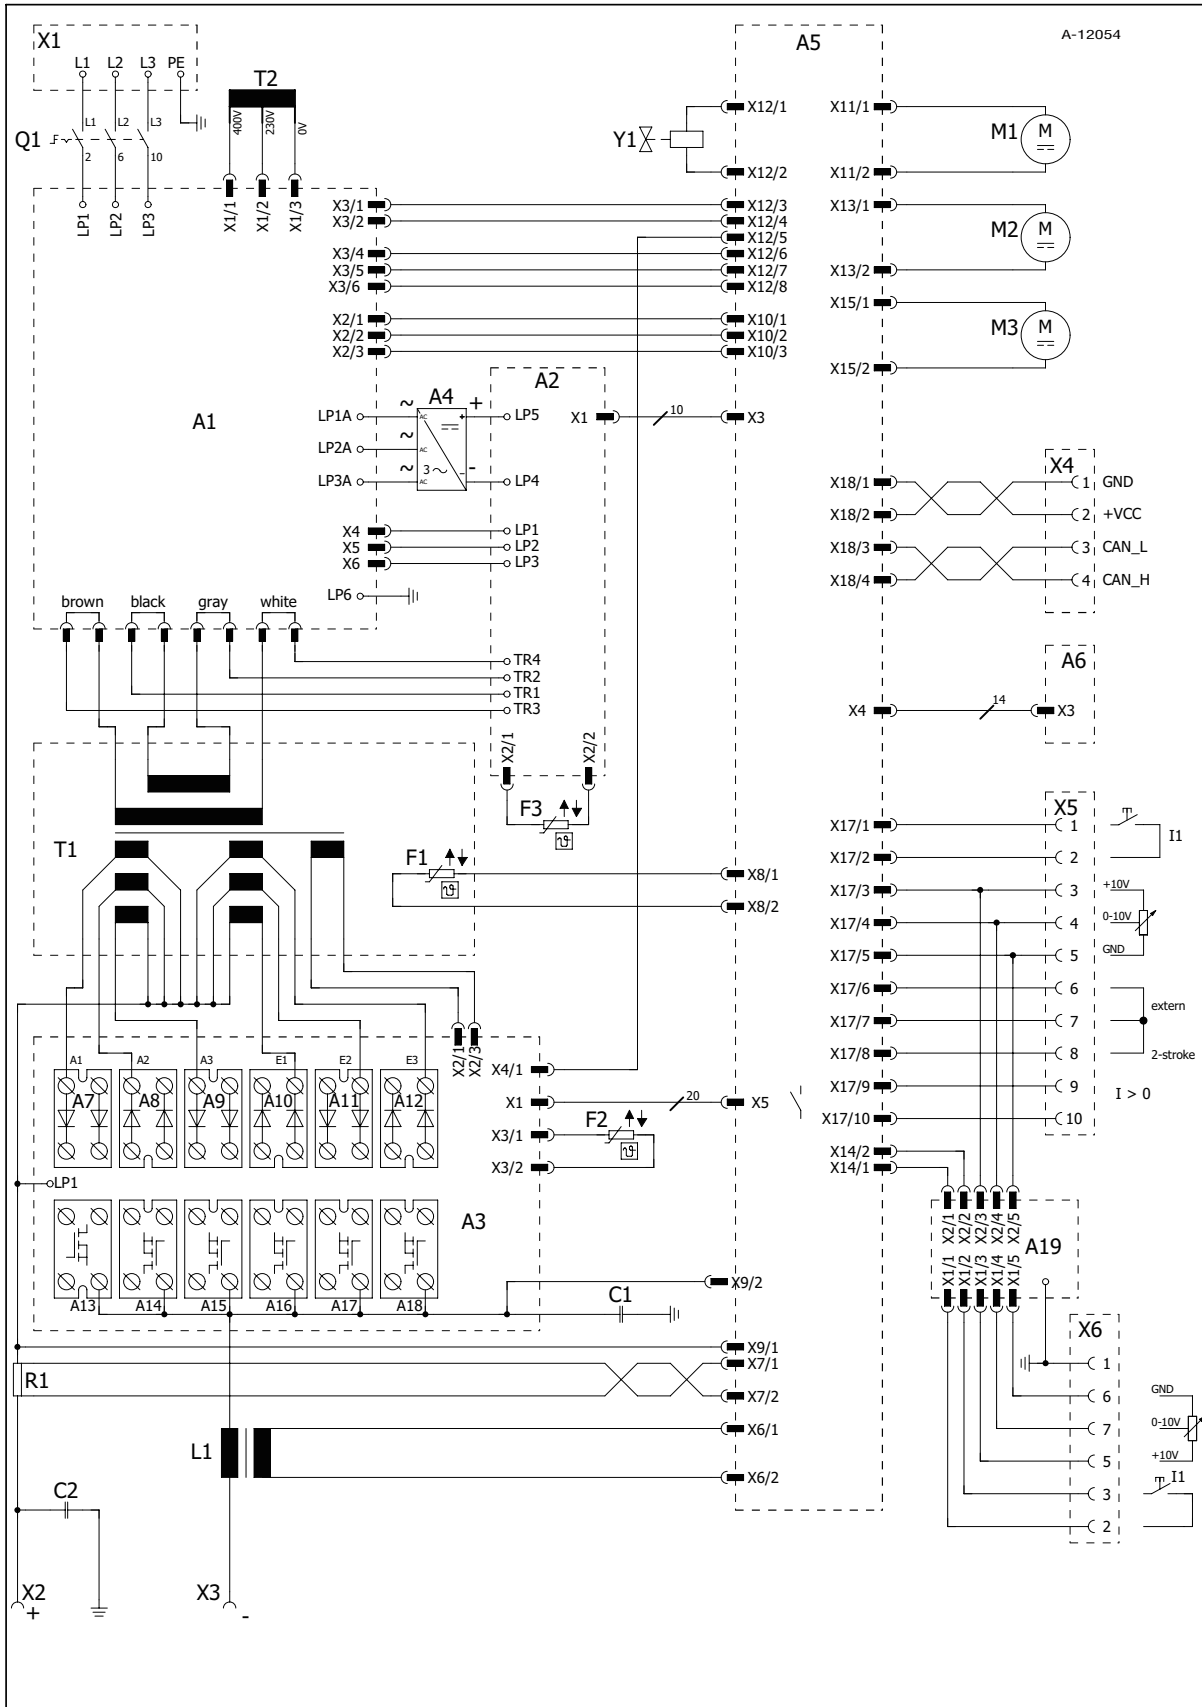 A-12054
X1
L1 L2 L3 PE
T2
400V 230V 0V
Q1
L1 L2 L3
2 6 10
LP1 LP2 LP3
X1/1 X1/2 X1/3
A1
X3/1
X3/2
X3/4
X3/5
X3/6
X2/1
X2/2
X2/3
LP1A
LP2A
LP3A
X4
X5
X6
LP6
brown black gray white
A4
~ ~ ~
AC
AC
AC
3 ~
+
-
+
-
A2
LP5
LP4
LP1
LP2
LP3
TR4
TR2
TR1
TR3
X1
10
X2/1 X2/2
F3
ϑ
Y1
A5
X12/1
X12/2
X12/3
X12/4
X12/5
X12/6
X12/7
X12/8
X10/1
X10/2
X10/3
X3
X8/1
X8/2
X5
X9/2
X9/1
X7/1
X7/2
X6/1
X6/2
X11/1
X11/2
X13/1
X13/2
X15/1
X15/2
X18/1
X18/2
X18/3
X18/4
X4
X17/1
X17/2
X17/3
X17/4
X17/5
X17/6
X17/7
X17/8
X17/9
X17/10
X14/2
X14/1
M1 M
M2 M
M3 M
X4
1 GND
2 +VCC
3 CAN_L
4 CAN_H
A6
14
X3
X5
1
2
3
4
5
6
7
8
9
10
I1
+10V
0-10V
GND
extern
2-stroke
I > 0
T1
F1
ϑ
X2/1 X2/3
A1 A2 A3 E1 E2 E3
A7 A8 A9 A10 A11 A12
X4/1
X1
20
X3/1
X3/2
F2
ϑ
LP1
A3
A13 A14 A15 A16 A17 A18
C1
R1
L1
C2
X2
+
X3
-
X2/1 X2/2 X2/3 X2/4 X2/5
A19
X1/1 X1/2 X1/3 X1/4 X1/5
X6
1
6
7
5
3
2
GND
0-10V
+10V
I1